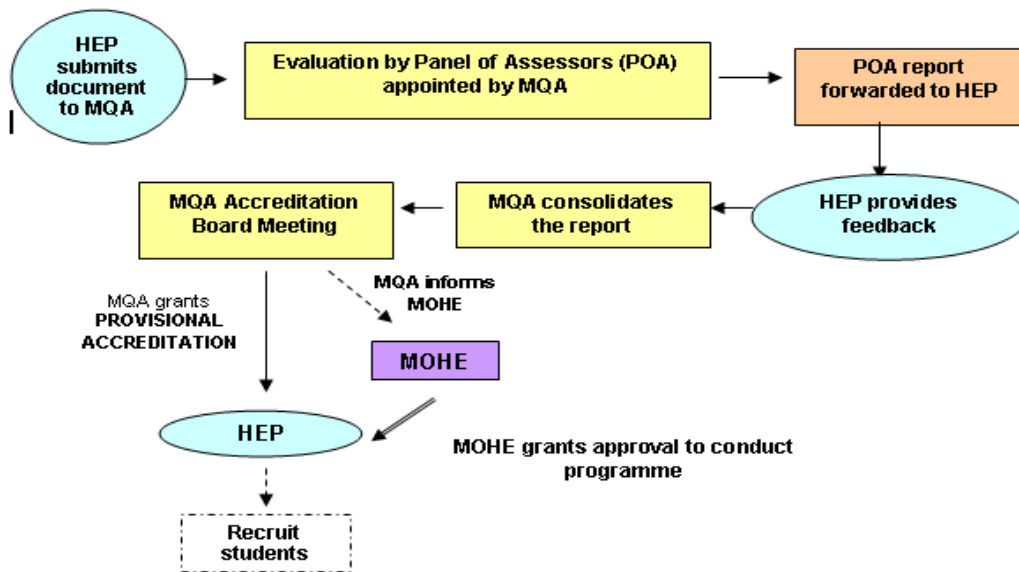 HEP
submits
document
to MQA
Evaluation by Panel of Assessors (POA)
appointed by MQA
POA report
forwarded to HEP
HEP provides
feedback
MQA consolidates
the report
MQA Accreditation
Board Meeting
MQA informs
MOHE
MQA grants
PROVISIONAL
ACCREDITATION
MOHE
HEP
MOHE grants approval to conduct
programme
Recruit
students